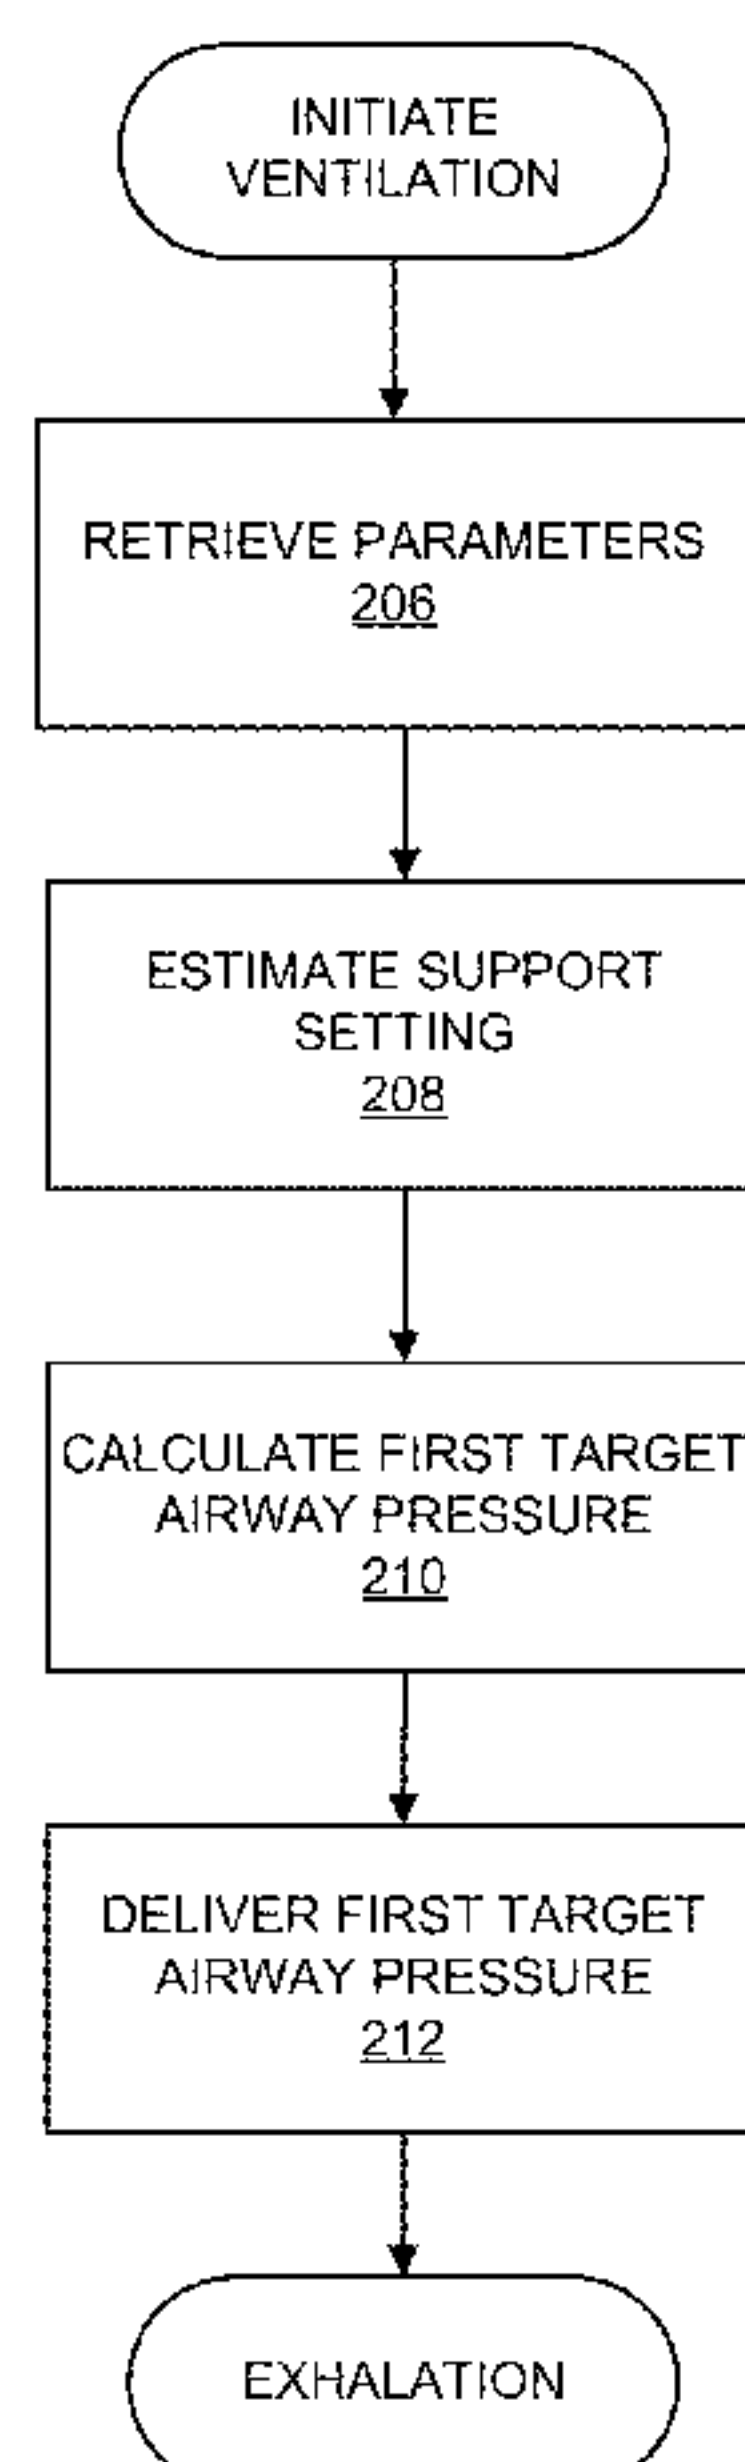 INITIATE
VENTILATION
RETRIEVE PARAMETERS
206
ESTIMATE SUPPORT
SETTING
208
CALCULATE FIRST TARGET
AIRWAY PRESSURE
210
DELIVER FIRST TARGET
AIRWAY PRESSURE
212
EXHALATION